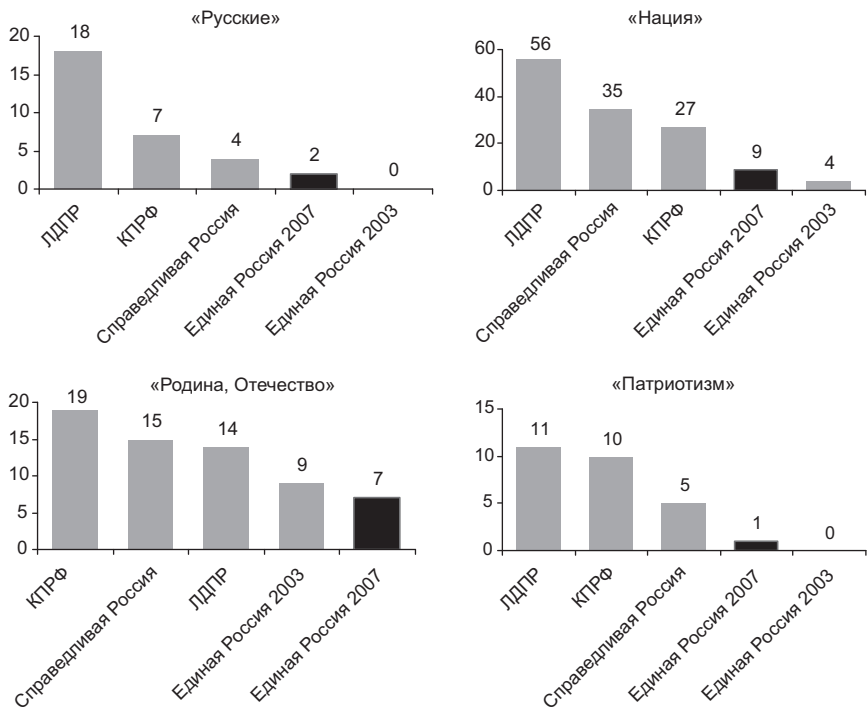 «Русские»
20
15
10
5
0
18
7
4
2
0
ЛДПР
КПРФ
Справедливая Россия
Единая Россия 2007
Единая Россия 2003
«Нация»
60
40
20
0
56
35
27
9
4
ЛДПР
Справедливая Россия
КПРФ
Единая Россия 2007
Единая Россия 2003
«Родина, Отечество»
20
15
10
5
0
19
15
14
9
7
КПРФ
Справедливая Россия
ЛДПР
Единая Россия 2003
Единая Россия 2007
«Патриотизм»
15
10
5
0
11
10
5
1
0
ЛДПР
КПРФ
Справедливая Россия
Единая Россия 2007
Единая Россия 2003